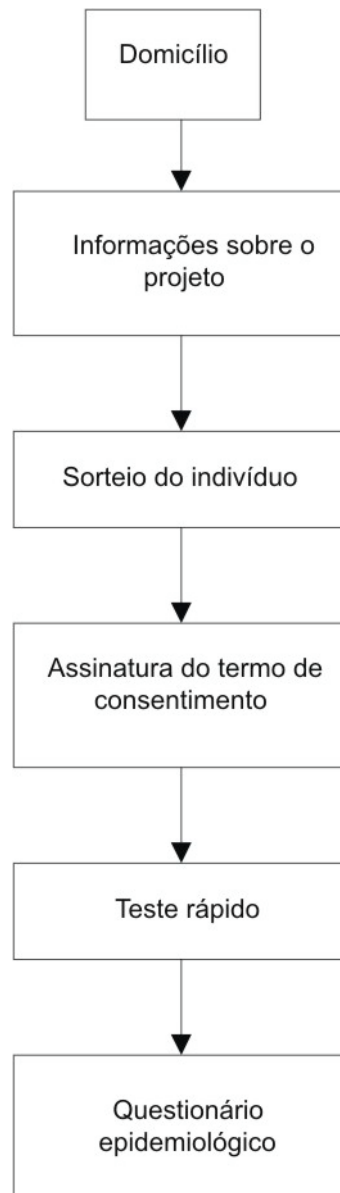 Domicílio
Informações sobre o
projeto
Sorteio do indivíduo
Assinatura do termo de
consentimento
Teste rápido
Questionário
epidemiológico